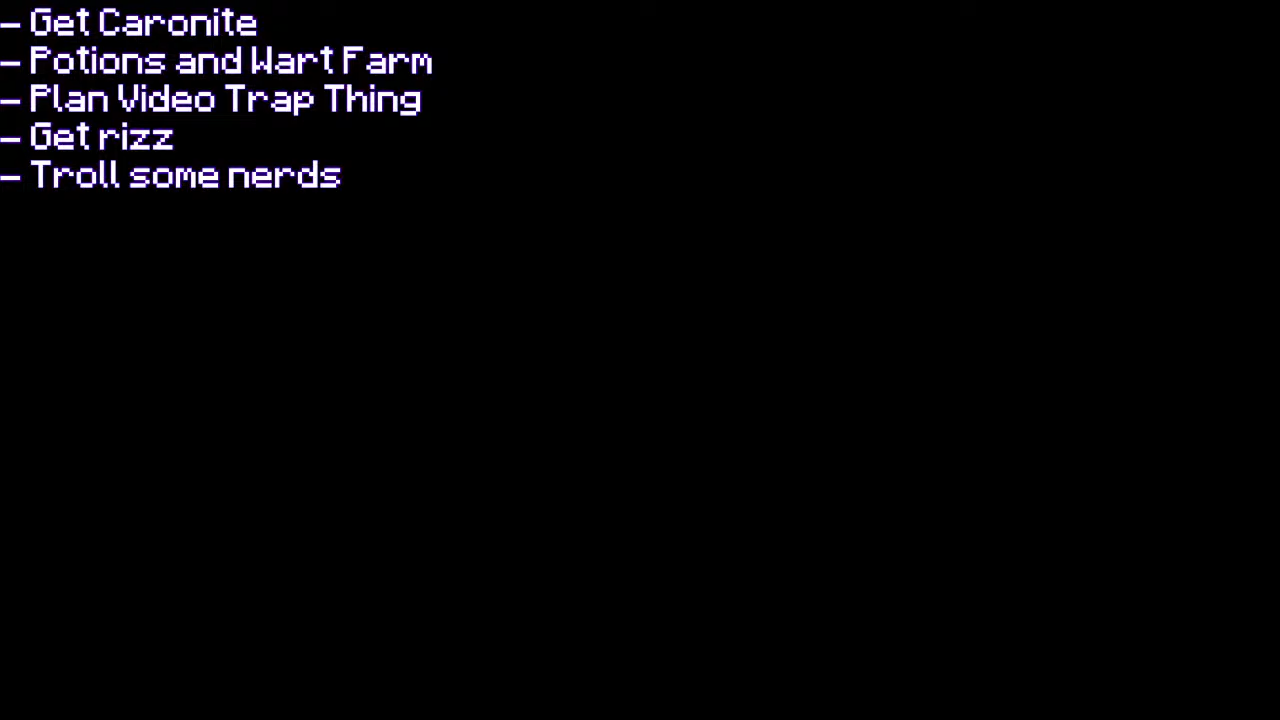 - Get Caronite
- Potions and Wart Farm
- Plan Video Trap Thing
- Get rizz
- Troll some nerds